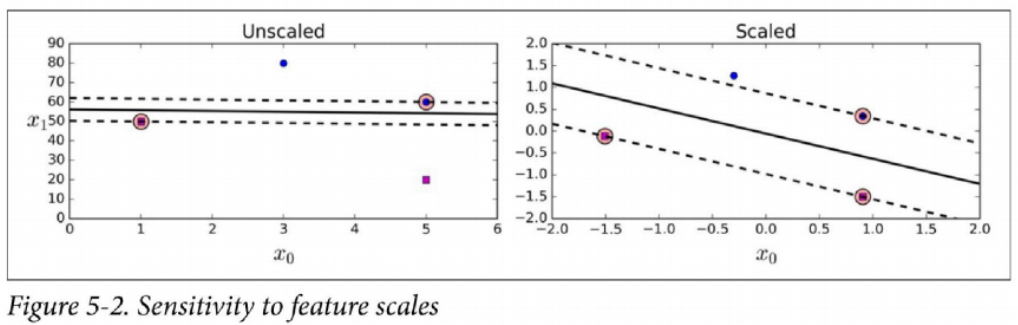 Unscaled
90
80
70
60
50
40
30
20
10
0
x₁
0 1 2 3 4 5 6
x₀
Scaled
2.0
1.5
1.0
0.5
0.0
−0.5
−1.0
−1.5
−2.0
−2.0 −1.5 −1.0 −0.5 0.0 0.5 1.0 1.5 2.0
x₀
Figure 5-2. Sensitivity to feature scales